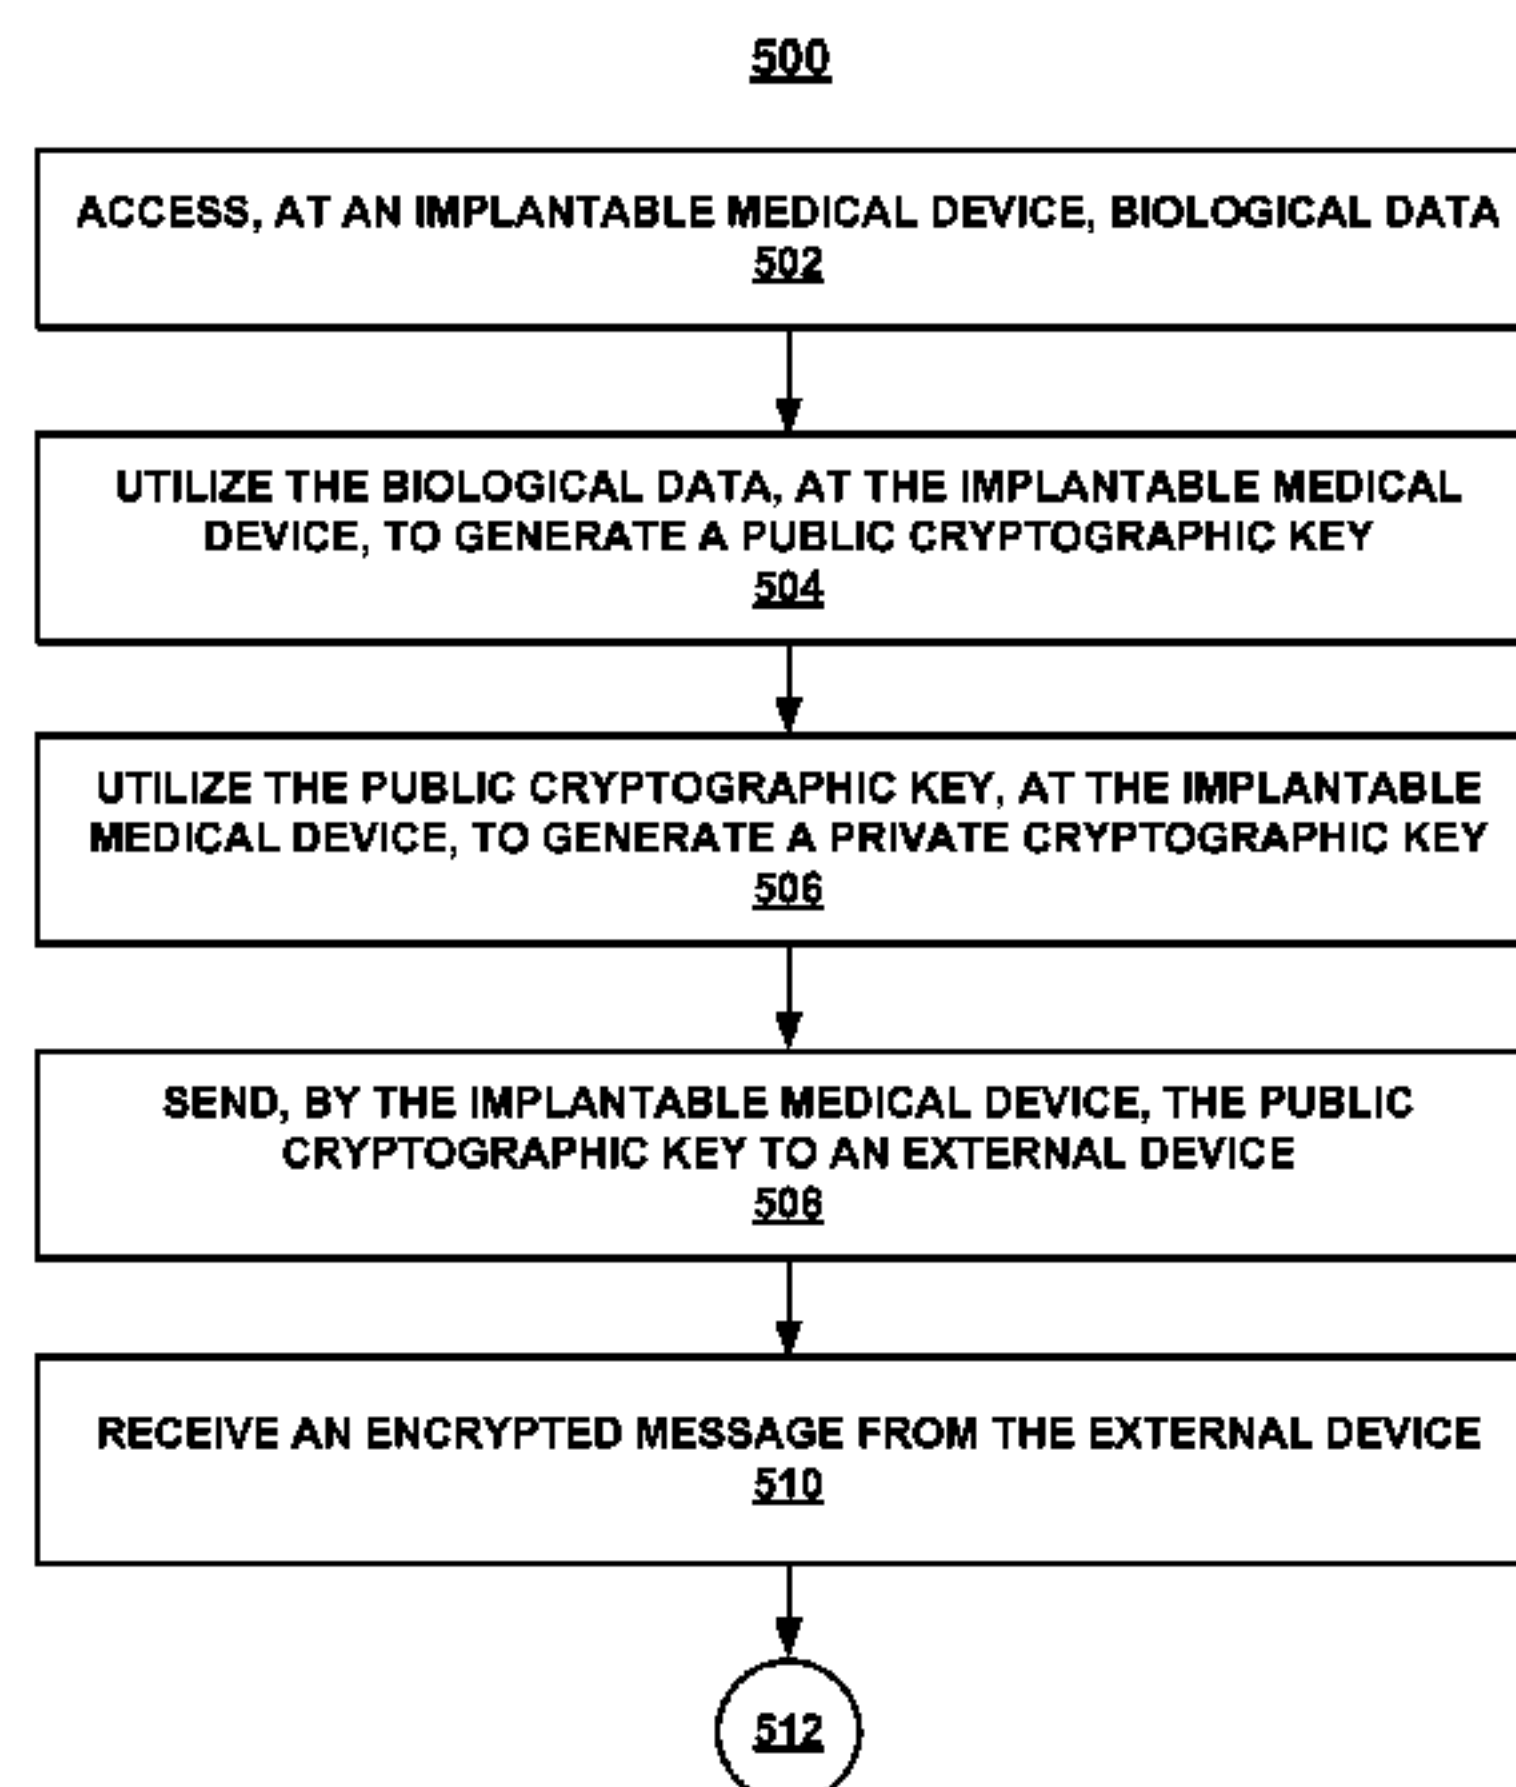 500
ACCESS, AT AN IMPLANTABLE MEDICAL DEVICE, BIOLOGICAL DATA
502
UTILIZE THE BIOLOGICAL DATA, AT THE IMPLANTABLE MEDICAL
DEVICE, TO GENERATE A PUBLIC CRYPTOGRAPHIC KEY
504
UTILIZE THE PUBLIC CRYPTOGRAPHIC KEY, AT THE IMPLANTABLE
MEDICAL DEVICE, TO GENERATE A PRIVATE CRYPTOGRAPHIC KEY
506
SEND, BY THE IMPLANTABLE MEDICAL DEVICE, THE PUBLIC
CRYPTOGRAPHIC KEY TO AN EXTERNAL DEVICE
508
RECEIVE AN ENCRYPTED MESSAGE FROM THE EXTERNAL DEVICE
510
512